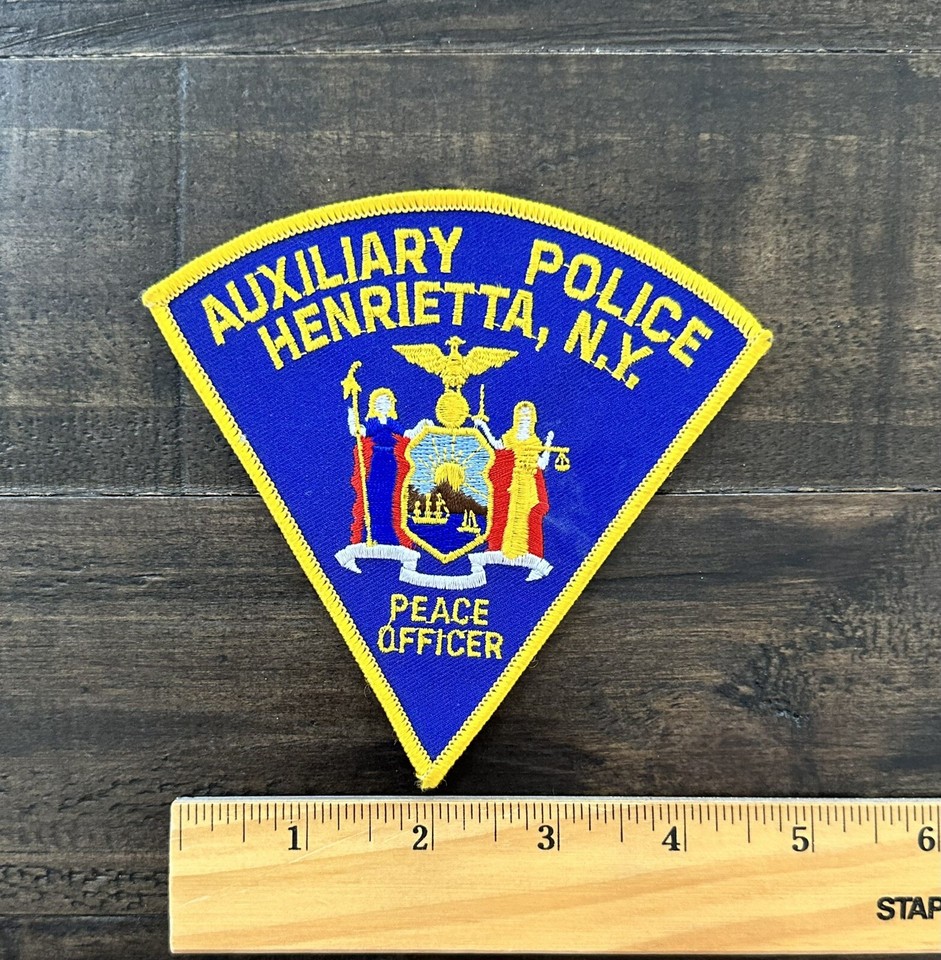 AUXILIARY POLICE
HENRIETTA, N.Y.
PEACE
OFFICER
1 2 3 4 5 6
STAP